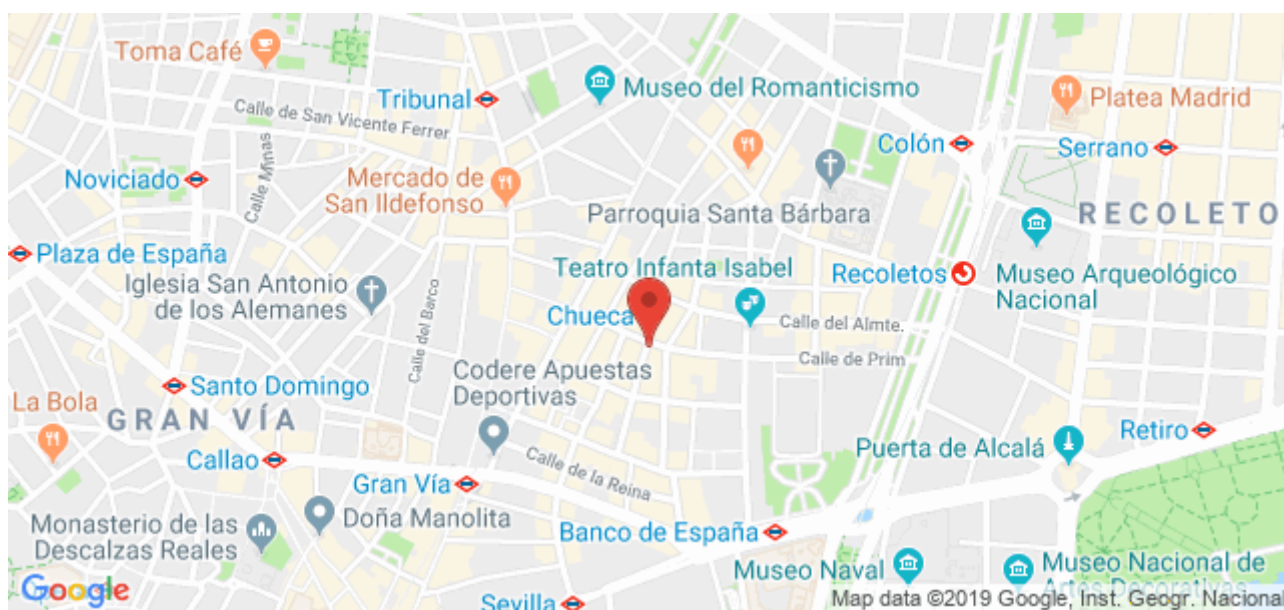 Toma Café
Museo del Romanticismo
Platea Madrid
Tribunal
Calle de San Vicente Ferrer
Colón
Serrano
Calle Minas
Noviciado
Mercado de
San Ildefonso
Parroquia Santa Bárbara
RECOLETO
Plaza de España
Teatro Infanta Isabel
Recoletos
Museo Arqueológico
Nacional
Iglesia San Antonio
de los Alemanes
Calle del Barco
Chueca
Calle del Almte.
Calle de Prim
Codere Apuestas
Deportivas
Santo Domingo
La Bola
GRAN VÍA
Puerta de Alcalá
Retiro
Callao
Calle de la Reina
Gran Vía
Doña Manolita
Banco de España
Monasterio de las
Descalzas Reales
Museo Naval
Museo Nacional de
Artes Decorativas
Google
Sevilla
Map data ©2019 Google, Inst. Geogr. Naciona